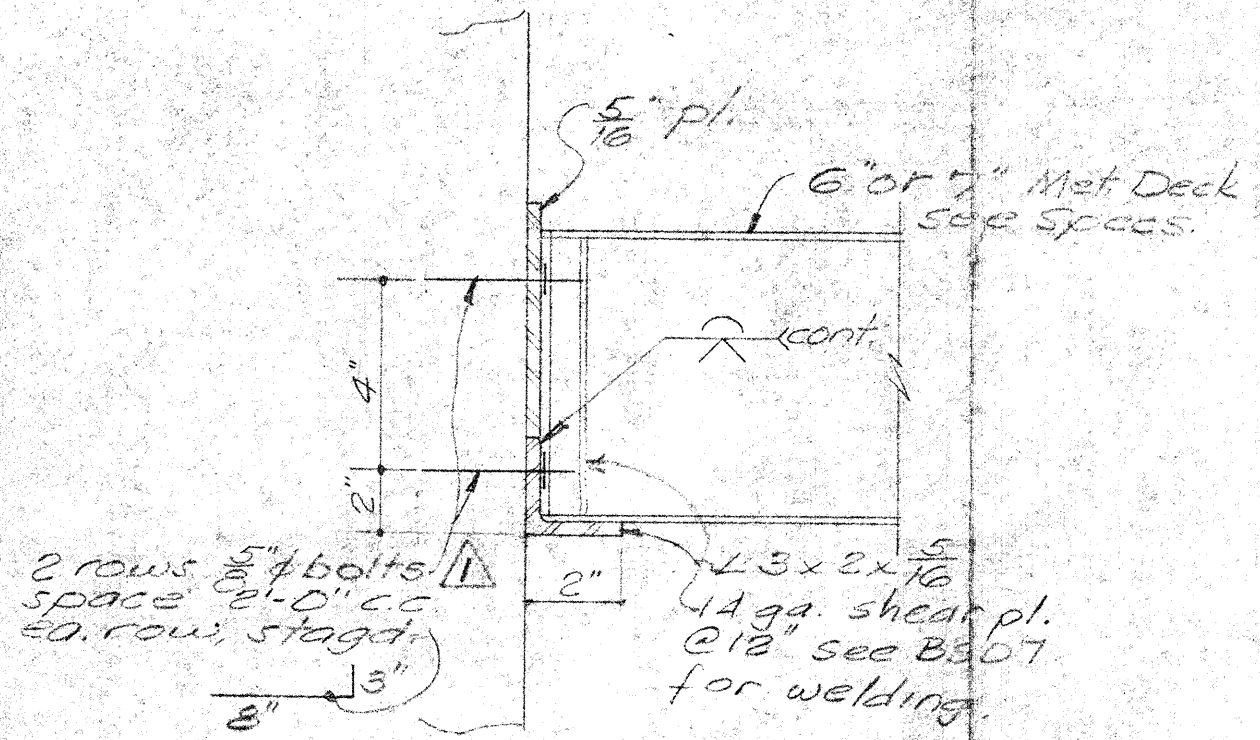 5/16" pl.
6" or 7" Met Deck
see Specs.
cont.
4"
2"
2 rows 5/8" ϕ bolts
1
space 2'-0" c.c
ea. row, stagd.
3"
8"
2"
L 3 x 2 x 5/16
14 ga. shear pl.
@ 12" see BSD7
for welding.